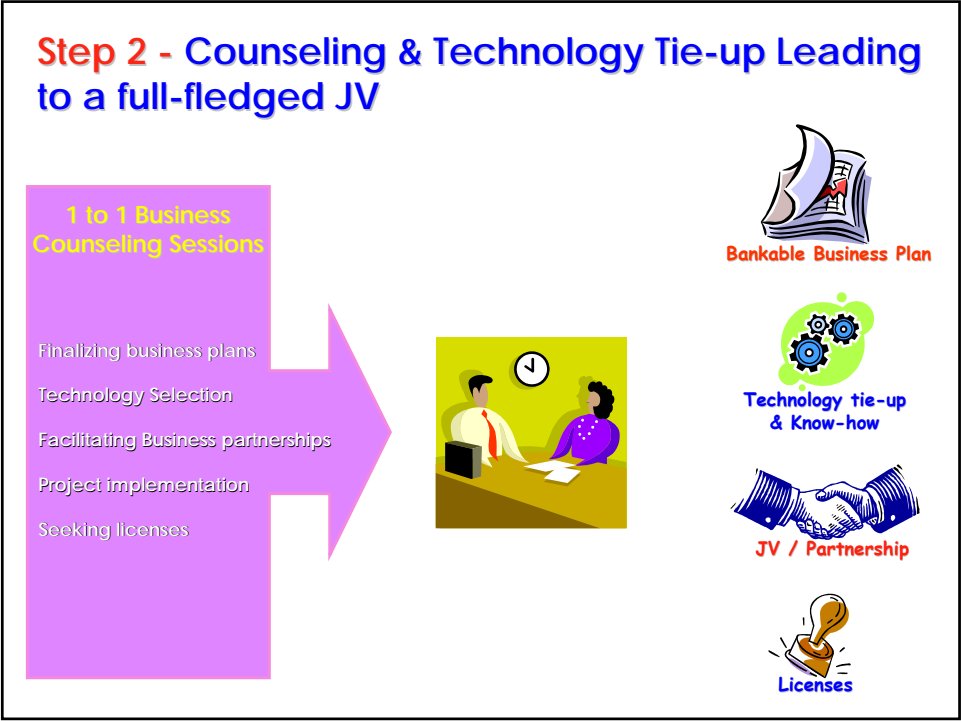 Step 2 - Counseling & Technology Tie-up Leading
to a full-fledged JV
1 to 1 Business
Counseling Sessions
Finalizing business plans
Technology Selection
Facilitating Business partnerships
Project implementation
Seeking licenses
Bankable Business Plan
Technology tie-up
& Know-how
JV / Partnership
Licenses